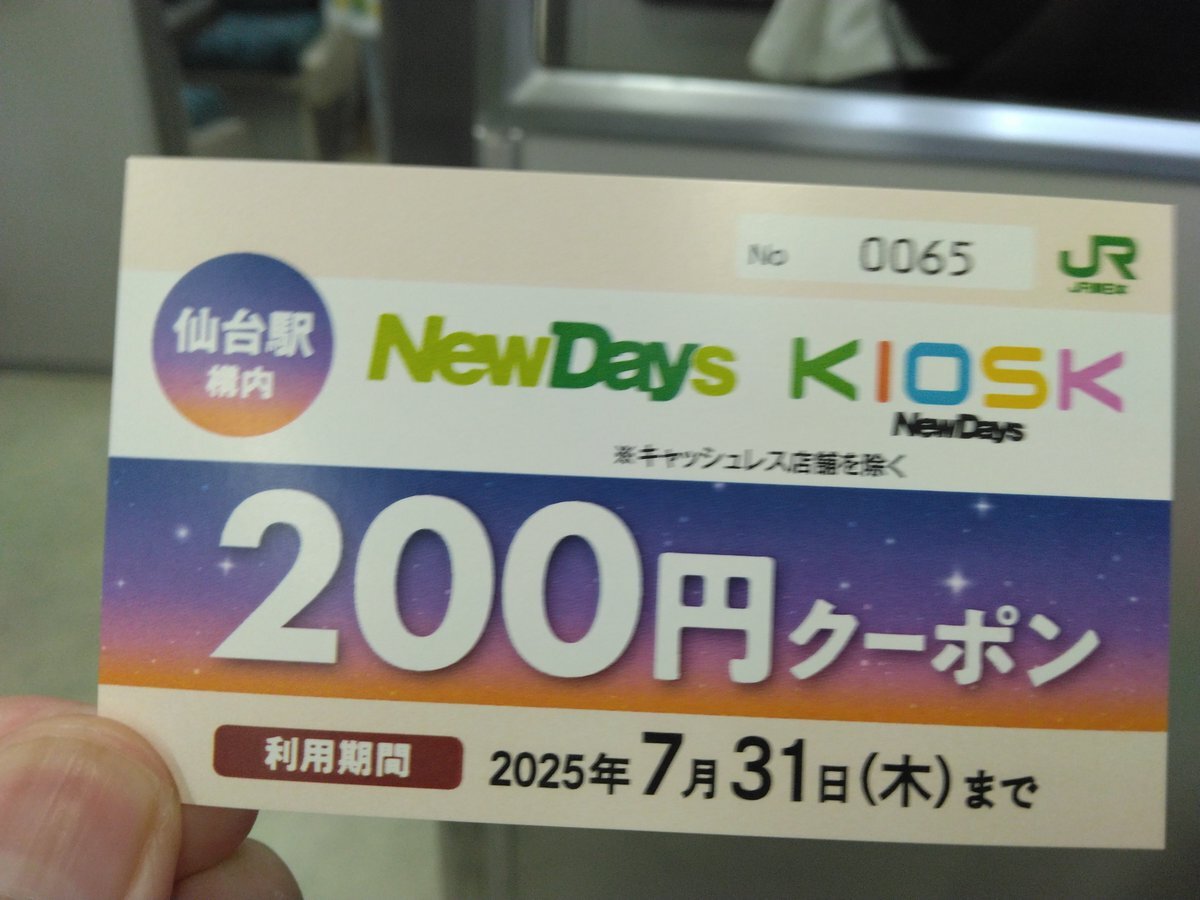 No 0065
JR
JR東日本
仙台駅
構内
NewDays
KIOSK
NewDays
※キャッシュレス店舗を除く
200円クーポン
利用期間
2025年7月31日(木)まで